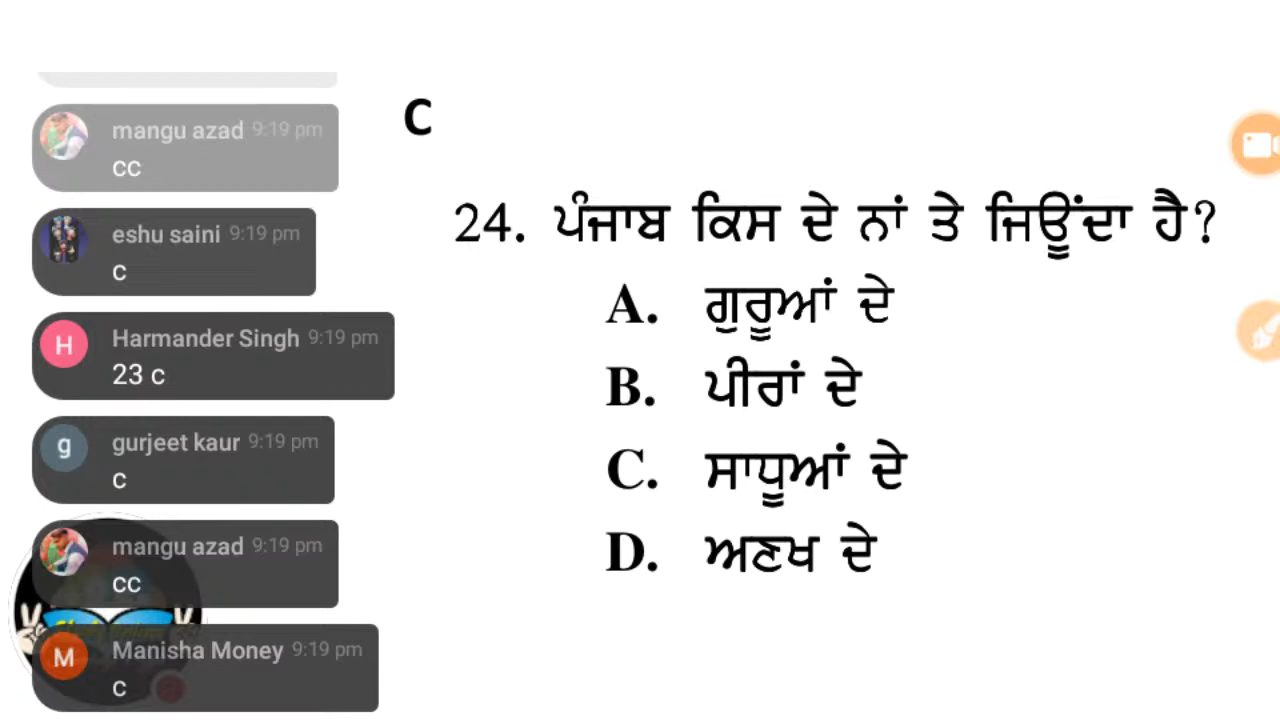 mangu azad 9:19 pm
cc
eshu saini 9:19 pm
c
Harmander Singh 9:19 pm
23 c
gurjeet kaur 9:19 pm
c
mangu azad 9:19 pm
cc
Manisha Money 9:19 pm
c
C
24. ਪੰਜਾਬ ਕਿਸ ਦੇ ਨਾਂ ਤੇ ਜਿਊਂਦਾ ਹੈ?
A. ਗੁਰੂਆਂ ਦੇ
B. ਪੀਰਾਂ ਦੇ
C. ਸਾਧੂਆਂ ਦੇ
D. ਅਣਖ ਦੇ